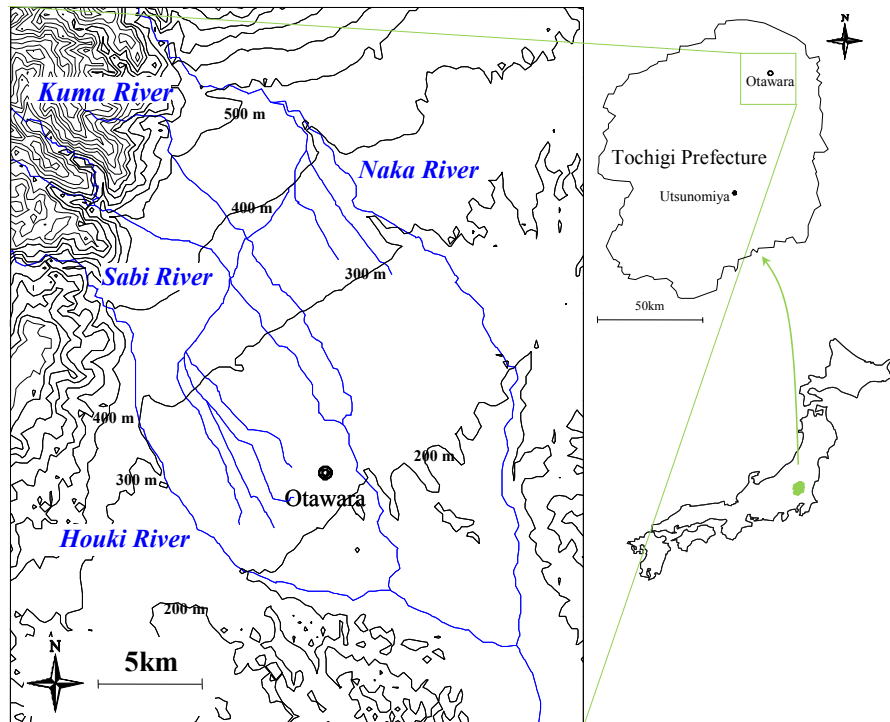 Kuma River
500 m
Naka River
400 m
Sabi River
300 m
400 m
200 m
300 m
Otawara
Houki River
200 m
N
5km
N
Otawara
Tochigi Prefecture
Utsunomiya
50km